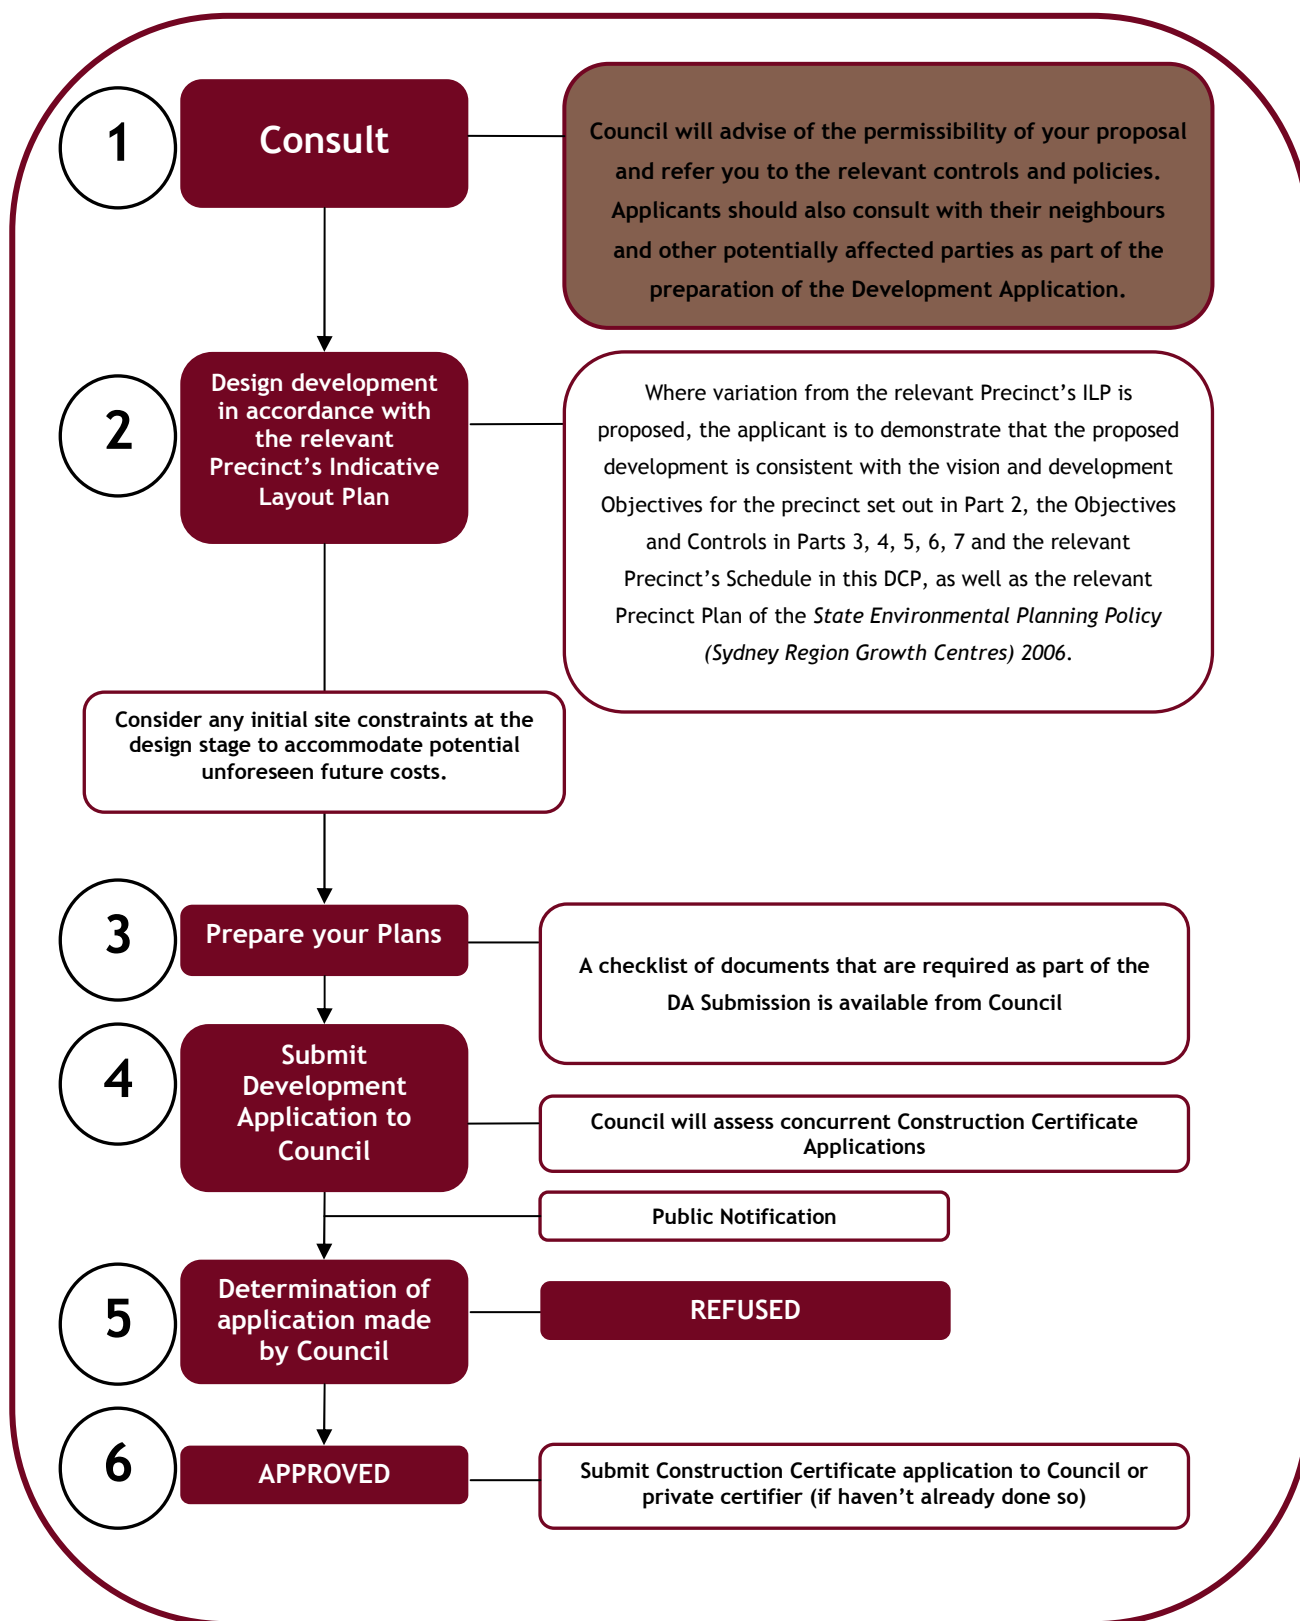 1
Consult
Council will advise of the permissibility of your proposal
and refer you to the relevant controls and policies.
Applicants should also consult with their neighbours
and other potentially affected parties as part of the
preparation of the Development Application.
2
Design development
in accordance with
the relevant
Precinct’s Indicative
Layout Plan
Where variation from the relevant Precinct’s ILP is
proposed, the applicant is to demonstrate that the proposed
development is consistent with the vision and development
Objectives for the precinct set out in Part 2, the Objectives
and Controls in Parts 3, 4, 5, 6, 7 and the relevant
Precinct’s Schedule in this DCP, as well as the relevant
Precinct Plan of the State Environmental Planning Policy
(Sydney Region Growth Centres) 2006.
Consider any initial site constraints at the
design stage to accommodate potential
unforeseen future costs.
3
Prepare your Plans
A checklist of documents that are required as part of the
DA Submission is available from Council
4
Submit
Development
Application to
Council
Council will assess concurrent Construction Certificate
Applications
Public Notification
5
Determination of
application made
by Council
REFUSED
6
APPROVED
Submit Construction Certificate application to Council or
private certifier (if haven’t already done so)